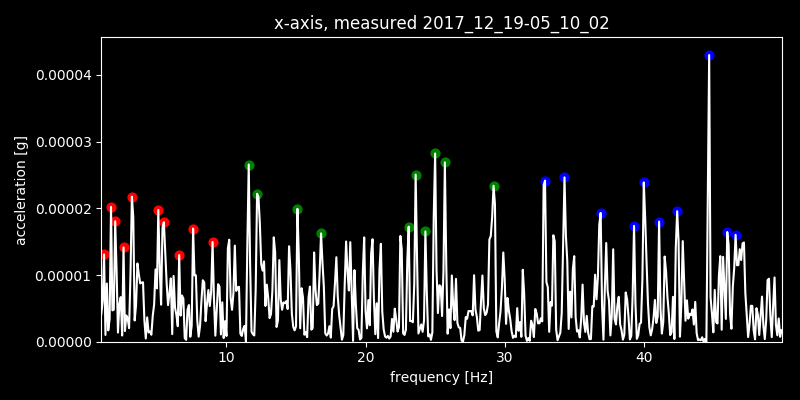 x-axis, measured 2017_12_19-05_10_02
0.00004
0.00003
0.00002
0.00001
0.00000
acceleration [g]
10 20 30 40
frequency [Hz]